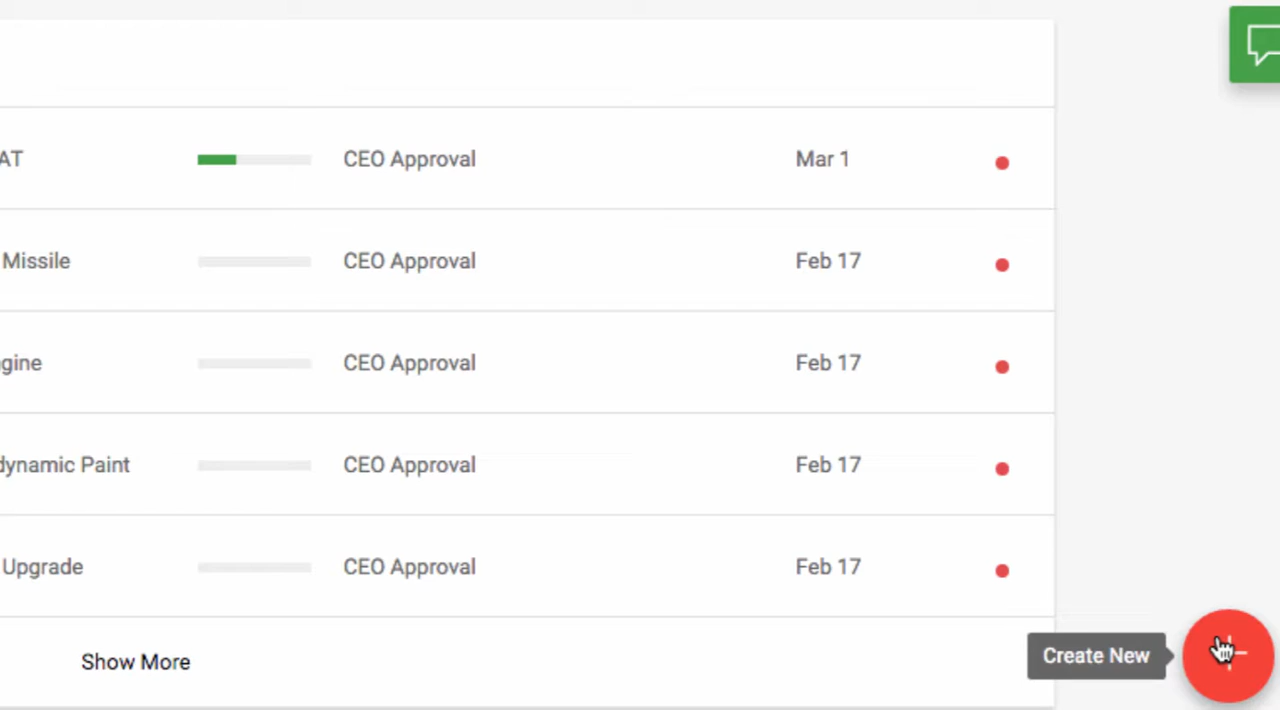 AT CEO Approval Mar 1
Missile CEO Approval Feb 17
gine CEO Approval Feb 17
dynamic Paint CEO Approval Feb 17
Upgrade CEO Approval Feb 17
Show More
Create New